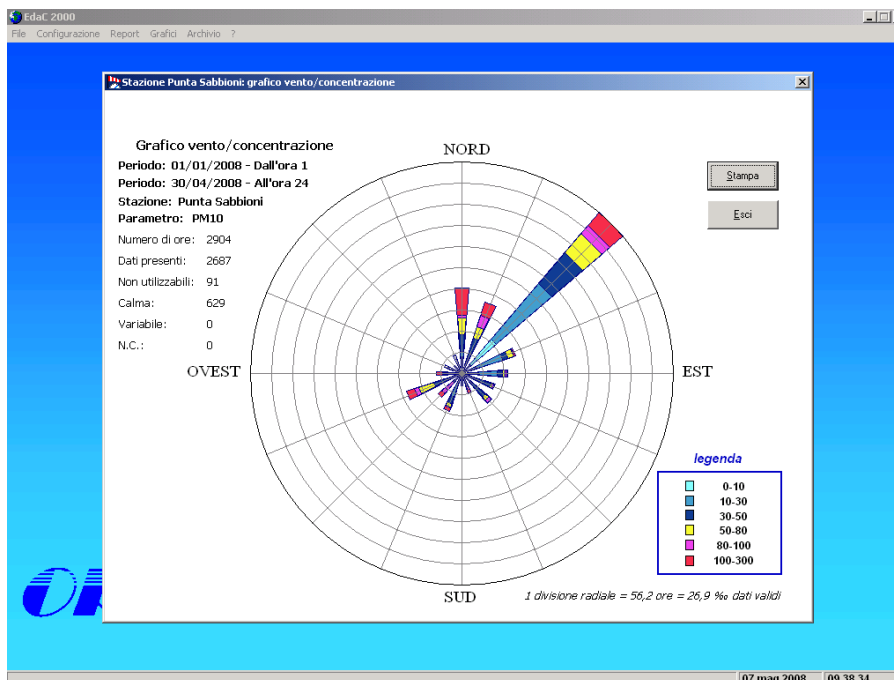 EdaC 2000
File Configurazione Report Grafici Archivio ?
Stazione Punta Sabbioni: grafico vento/concentrazione
Grafico vento/concentrazione
Periodo: 01/01/2008 - Dall'ora 1
Periodo: 30/04/2008 - All'ora 24
Stazione: Punta Sabbioni
Parametro: PM10
Numero di ore: 2904
Dati presenti: 2687
Non utilizzabili: 91
Calma: 629
Variabile: 0
N.C.: 0
NORD
Stampa
Esci
OVEST
EST
legenda
0-10
10-30
30-50
50-80
80-100
100-300
SUD
1 divisione radiale = 56,2 ore = 26,9 ‰ dati validi
07 mag 2008 09.38.34